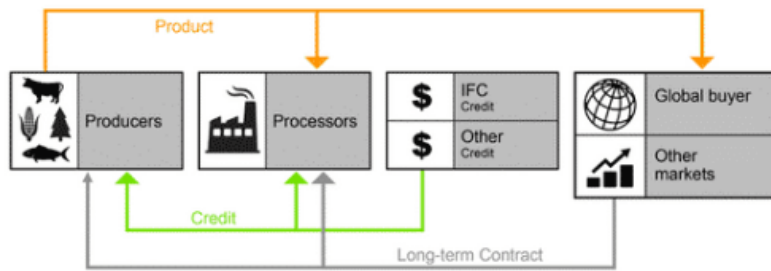 Product
Producers
Processors
$
IFC
Credit
$
Other
Credit
Global buyer
Other
markets
Credit
Long-term Contract